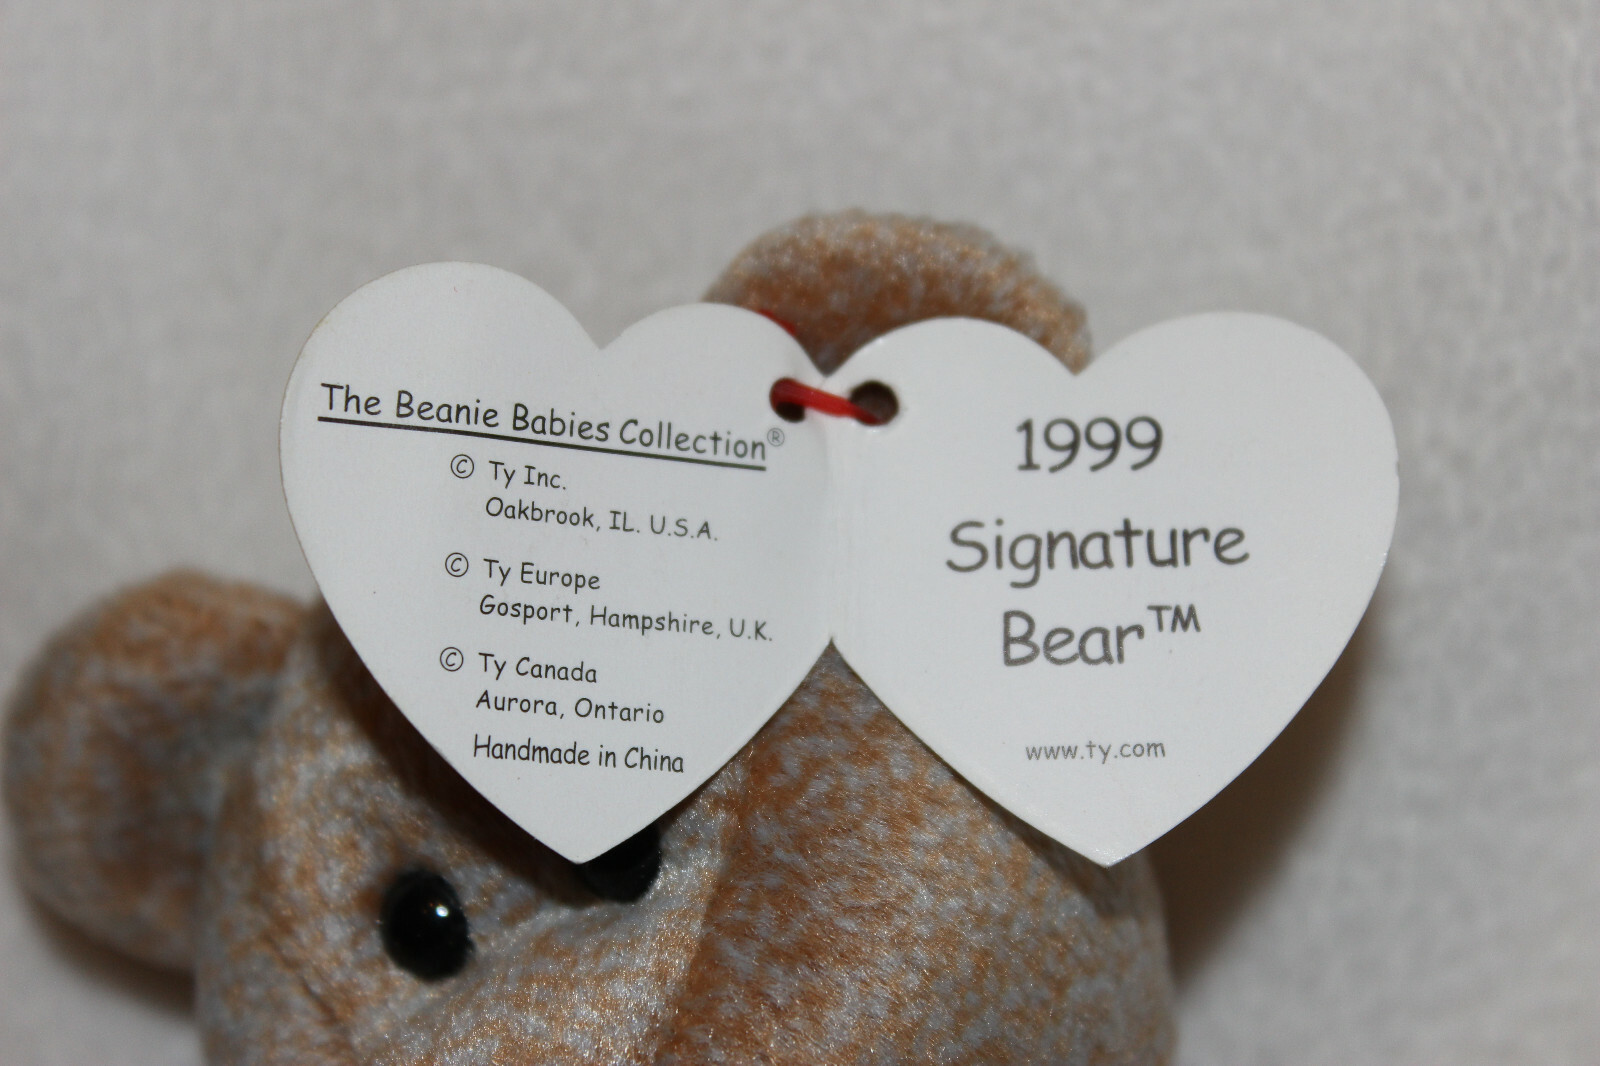 The Beanie Babies Collection®
© Ty Inc.
Oakbrook, IL. U.S.A.
© Ty Europe
Gosport, Hampshire, U.K.
© Ty Canada
Aurora, Ontario
Handmade in China
1999
Signature
Bear™
www.ty.com